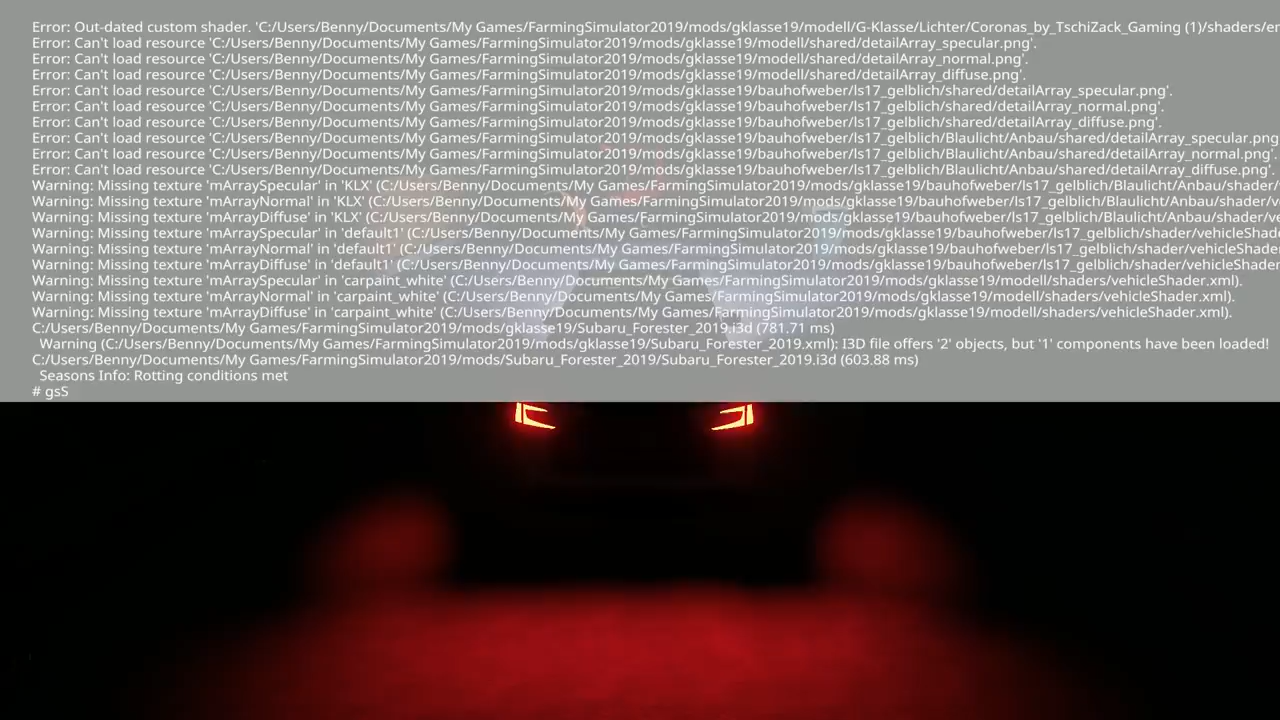 Error: Out-dated custom shader. 'C:/Users/Benny/Documents/My Games/FarmingSimulator2019/mods/gklasse19/modell/G-Klasse/Lichter/Coronas_by_TschiZack_Gaming (1)/shaders/er
Error: Can't load resource 'C:/Users/Benny/Documents/My Games/FarmingSimulator2019/mods/gklasse19/modell/shared/detailArray_specular.png'.
Error: Can't load resource 'C:/Users/Benny/Documents/My Games/FarmingSimulator2019/mods/gklasse19/modell/shared/detailArray_normal.png'.
Error: Can't load resource 'C:/Users/Benny/Documents/My Games/FarmingSimulator2019/mods/gklasse19/modell/shared/detailArray_diffuse.png'.
Error: Can't load resource 'C:/Users/Benny/Documents/My Games/FarmingSimulator2019/mods/gklasse19/bauhofweber/ls17_gelblich/shared/detailArray_specular.png'.
Error: Can't load resource 'C:/Users/Benny/Documents/My Games/FarmingSimulator2019/mods/gklasse19/bauhofweber/ls17_gelblich/shared/detailArray_normal.png'.
Error: Can't load resource 'C:/Users/Benny/Documents/My Games/FarmingSimulator2019/mods/gklasse19/bauhofweber/ls17_gelblich/shared/detailArray_diffuse.png'.
Error: Can't load resource 'C:/Users/Benny/Documents/My Games/FarmingSimulator2019/mods/gklasse19/bauhofweber/ls17_gelblich/Blaulicht/Anbau/shared/detailArray_specular.png
Error: Can't load resource 'C:/Users/Benny/Documents/My Games/FarmingSimulator2019/mods/gklasse19/bauhofweber/ls17_gelblich/Blaulicht/Anbau/shared/detailArray_normal.png'.
Error: Can't load resource 'C:/Users/Benny/Documents/My Games/FarmingSimulator2019/mods/gklasse19/bauhofweber/ls17_gelblich/Blaulicht/Anbau/shared/detailArray_diffuse.png'.
Warning: Missing texture 'mArraySpecular' in 'KLX' (C:/Users/Benny/Documents/My Games/FarmingSimulator2019/mods/gklasse19/bauhofweber/ls17_gelblich/Blaulicht/Anbau/shader/
Warning: Missing texture 'mArrayNormal' in 'KLX' (C:/Users/Benny/Documents/My Games/FarmingSimulator2019/mods/gklasse19/bauhofweber/ls17_gelblich/Blaulicht/Anbau/shader/ve
Warning: Missing texture 'mArrayDiffuse' in 'KLX' (C:/Users/Benny/Documents/My Games/FarmingSimulator2019/mods/gklasse19/bauhofweber/ls17_gelblich/Blaulicht/Anbau/shader/v
Warning: Missing texture 'mArraySpecular' in 'default1' (C:/Users/Benny/Documents/My Games/FarmingSimulator2019/mods/gklasse19/bauhofweber/ls17_gelblich/shader/vehicleShade
Warning: Missing texture 'mArrayNormal' in 'default1' (C:/Users/Benny/Documents/My Games/FarmingSimulator2019/mods/gklasse19/bauhofweber/ls17_gelblich/shader/vehicleShader
Warning: Missing texture 'mArrayDiffuse' in 'default1' (C:/Users/Benny/Documents/My Games/FarmingSimulator2019/mods/gklasse19/bauhofweber/ls17_gelblich/shader/vehicleShader
Warning: Missing texture 'mArraySpecular' in 'carpaint_white' (C:/Users/Benny/Documents/My Games/FarmingSimulator2019/mods/gklasse19/modell/shaders/vehicleShader.xml).
Warning: Missing texture 'mArrayNormal' in 'carpaint_white' (C:/Users/Benny/Documents/My Games/FarmingSimulator2019/mods/gklasse19/modell/shaders/vehicleShader.xml).
Warning: Missing texture 'mArrayDiffuse' in 'carpaint_white' (C:/Users/Benny/Documents/My Games/FarmingSimulator2019/mods/gklasse19/modell/shaders/vehicleShader.xml).
C:/Users/Benny/Documents/My Games/FarmingSimulator2019/mods/gklasse19/Subaru_Forester_2019.i3d (781.71 ms)
Warning (C:/Users/Benny/Documents/My Games/FarmingSimulator2019/mods/gklasse19/Subaru_Forester_2019.xml): I3D file offers '2' objects, but '1' components have been loaded!
C:/Users/Benny/Documents/My Games/FarmingSimulator2019/mods/Subaru_Forester_2019/Subaru_Forester_2019.i3d (603.88 ms)
Seasons Info: Rotting conditions met
# gsS